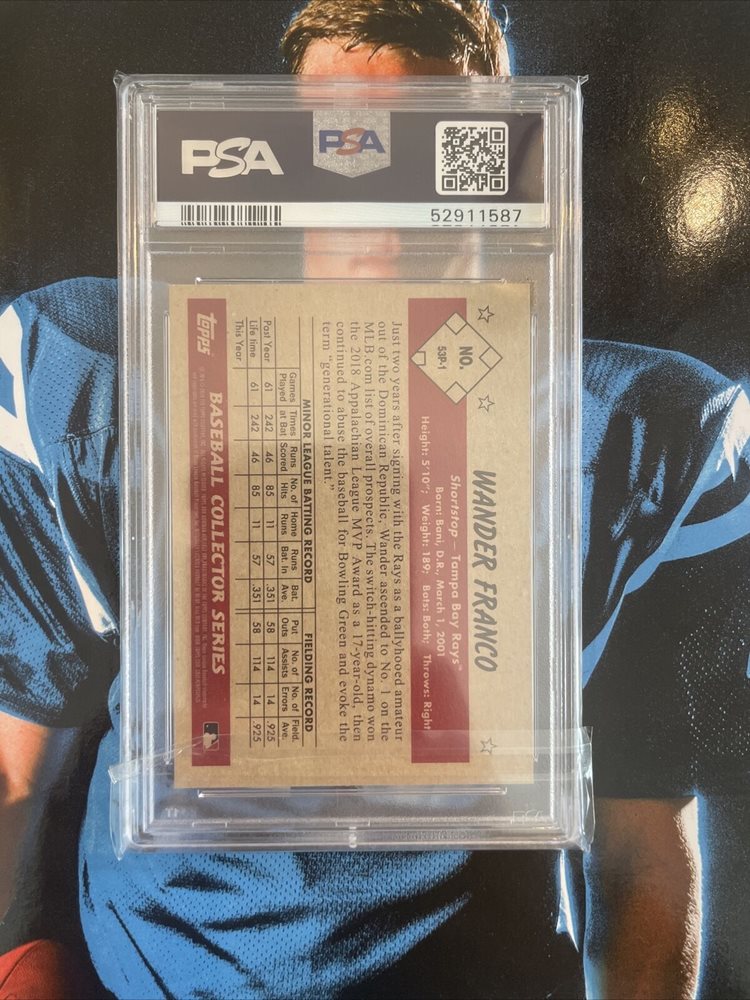 PSA
PSA
52911587
NO.
53P-1
WANDER FRANCO
Shortstop – Tampa Bay Rays™
Born: Bani, D.R., March 1, 2001
Height: 5'10"; Weight: 189; Bats: Both; Throws: Right
Just two years after signing with the Rays as a ballyhooed amateur
out of the Dominican Republic, Wander ascended to No. 1 on the
MLB.com list of overall prospects. The switch-hitting dynamo won
the 2018 Appalachian League MVP Award as a 17-year-old, then
continued to abuse the baseball for Bowling Green and evoke the
term "generational talent."
MINOR LEAGUE BATTING RECORD FIELDING RECORD
Games Played Times at Bat Runs Scored No. of Hits Home Runs Runs Bat. In Bat. Ave. Put Outs No. of Assists No. of Errors Field. Ave.
Past Year 61 242 46 85 11 57 .351 58 114 14 .925
Life time 61 242 46 85 11 57 .351 58 114 14 .925
This Year
topps
BASEBALL COLLECTOR SERIES